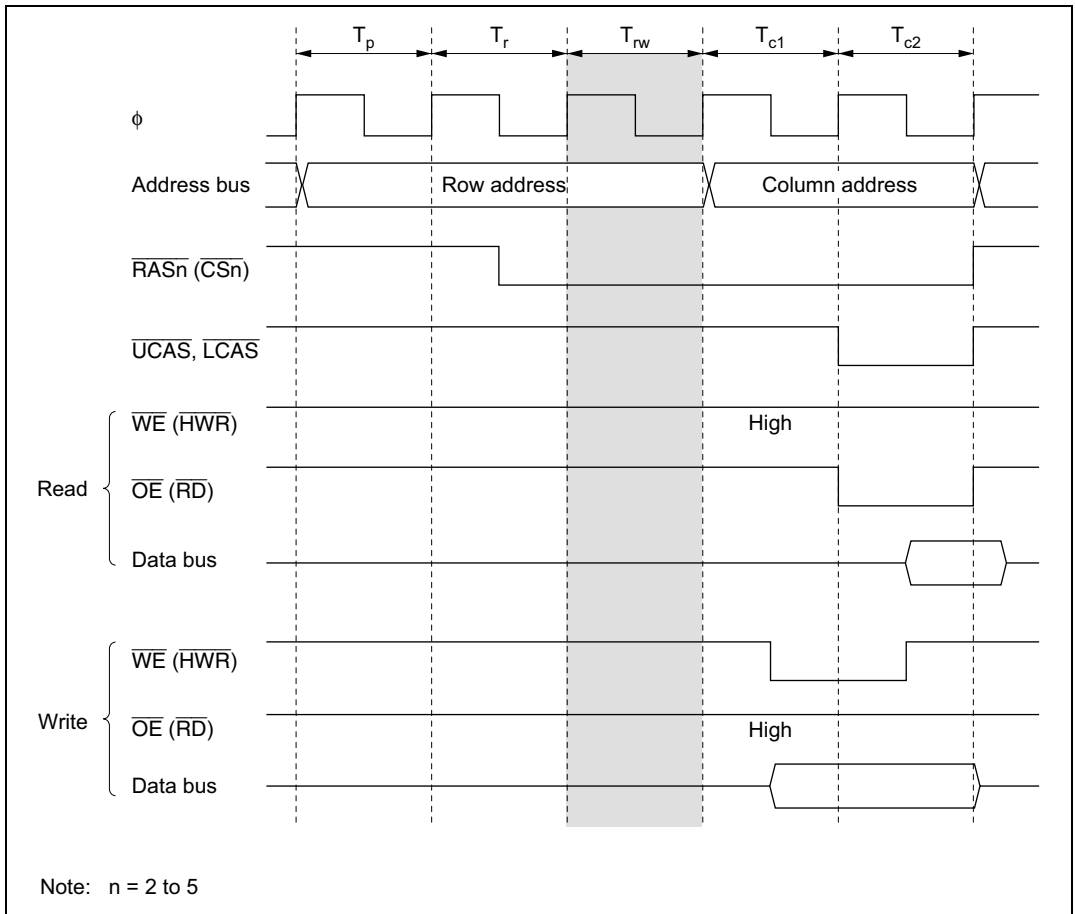 Tp Tr Trw Tc1 Tc2
ϕ
Address bus Row address Column address
RASn (CSn)
UCAS, LCAS
WE (HWR) High
Read OE (RD)
Data bus
WE (HWR)
Write OE (RD) High
Data bus
Note: n = 2 to 5